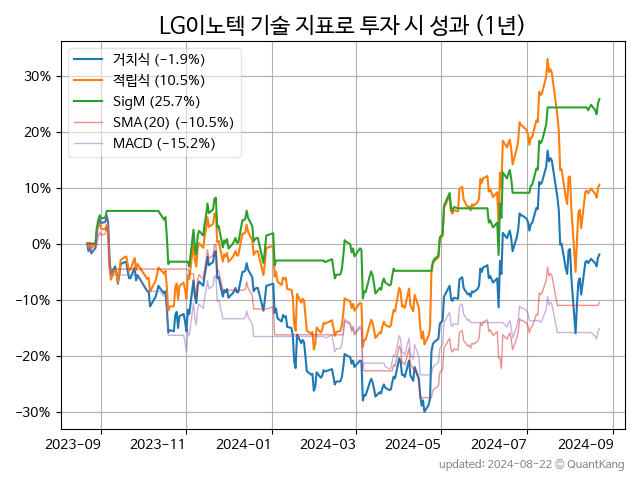 LG이노텍 기술 지표로 투자 시 성과 (1년)
거치식 (−1.9%)
적립식 (10.5%)
SigM (25.7%)
SMA(20) (−10.5%)
MACD (−15.2%)
30%
20%
10%
0%
−10%
−20%
−30%
2023−09 2023−11 2024−01 2024−03 2024−05 2024−07 2024−09
updated: 2024-08-22 © QuantKang